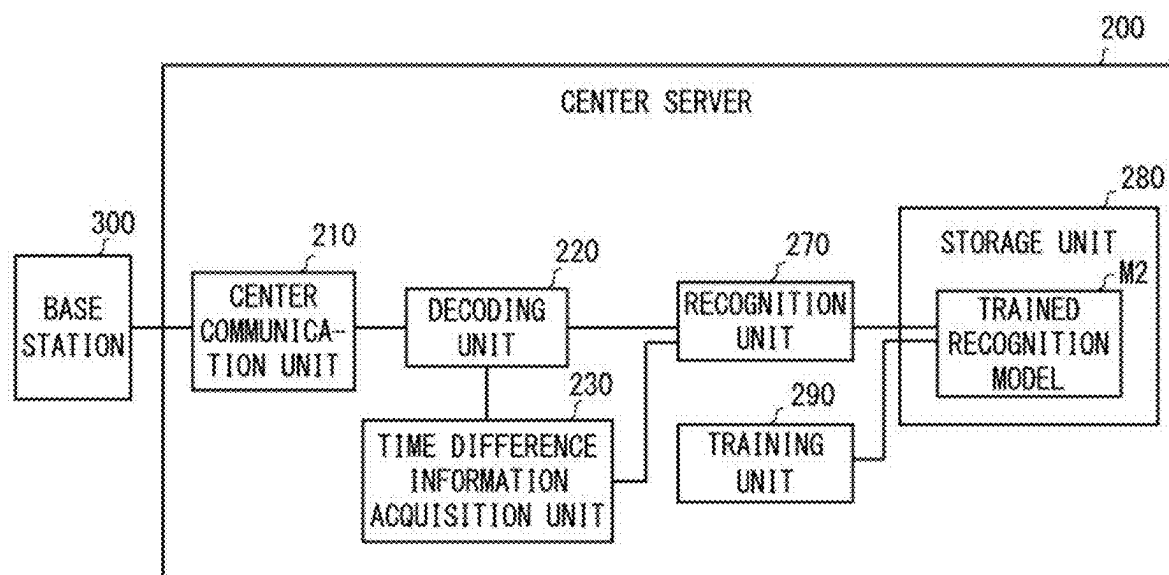 200
CENTER SERVER
300
BASE
STATION
210
CENTER
COMMUNICA-
TION UNIT
220
DECODING
UNIT
230
TIME DIFFERENCE
INFORMATION
ACQUISITION UNIT
270
RECOGNITION
UNIT
290
TRAINING
UNIT
280
STORAGE UNIT
M2
TRAINED
RECOGNITION
MODEL